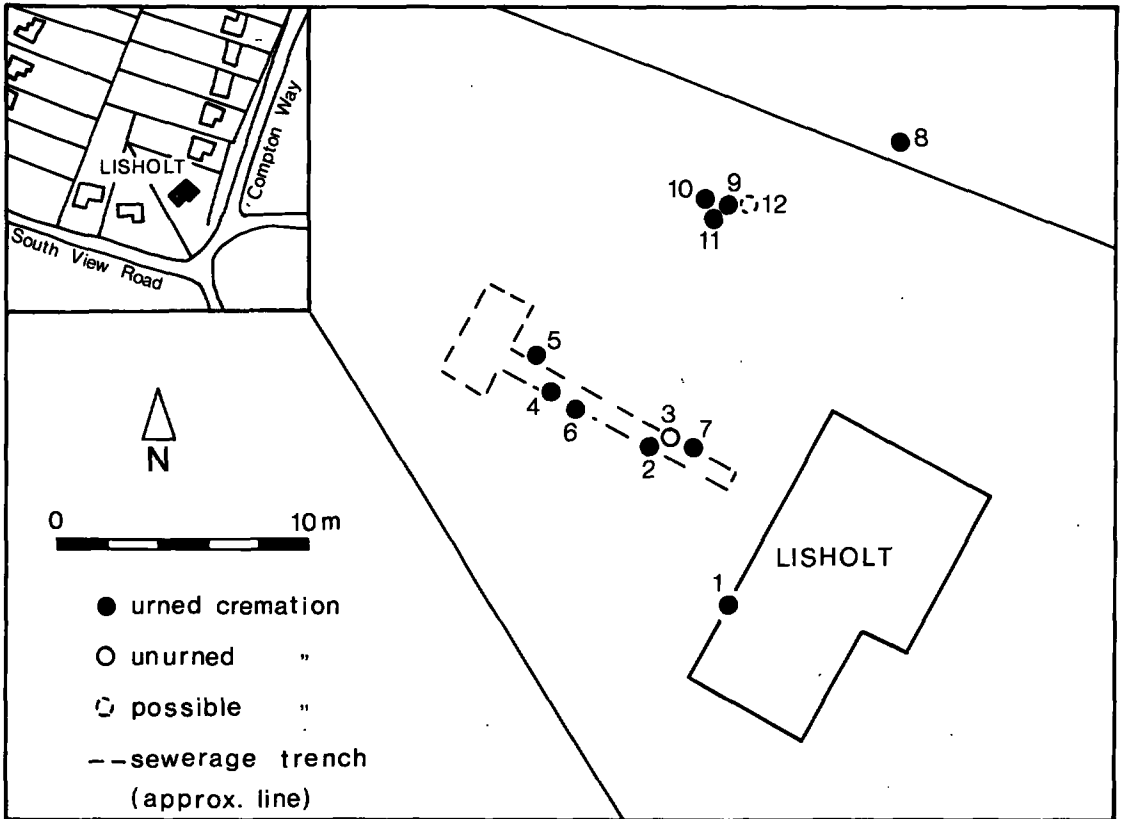 LISHOLT
Compton Way
South View Road
8
10 9 12
11
5
4
6
3 7
2
N
0 10 m
LISHOLT
1
urned cremation
unurned "
possible "
sewerage trench
(approx. line)